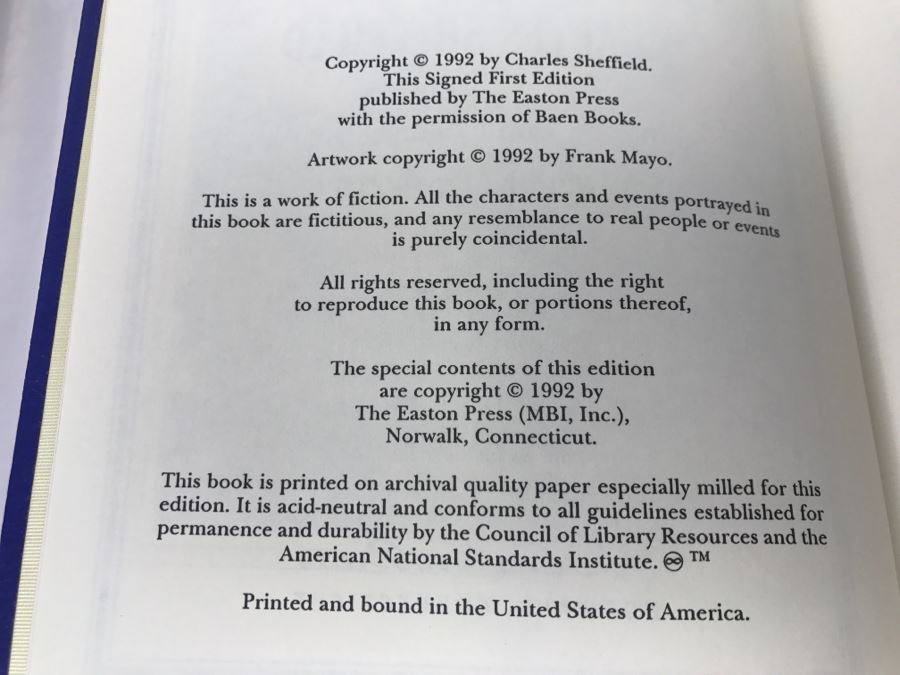 Copyright © 1992 by Charles Sheffield.
This Signed First Edition
published by The Easton Press
with the permission of Baen Books.
Artwork copyright © 1992 by Frank Mayo.
This is a work of fiction. All the characters and events portrayed in
this book are fictitious, and any resemblance to real people or events
is purely coincidental.
All rights reserved, including the right
to reproduce this book, or portions thereof,
in any form.
The special contents of this edition
are copyright © 1992 by
The Easton Press (MBI, Inc.),
Norwalk, Connecticut.
This book is printed on archival quality paper especially milled for this
edition. It is acid-neutral and conforms to all guidelines established for
permanence and durability by the Council of Library Resources and the
American National Standards Institute. ♾ ™
Printed and bound in the United States of America.